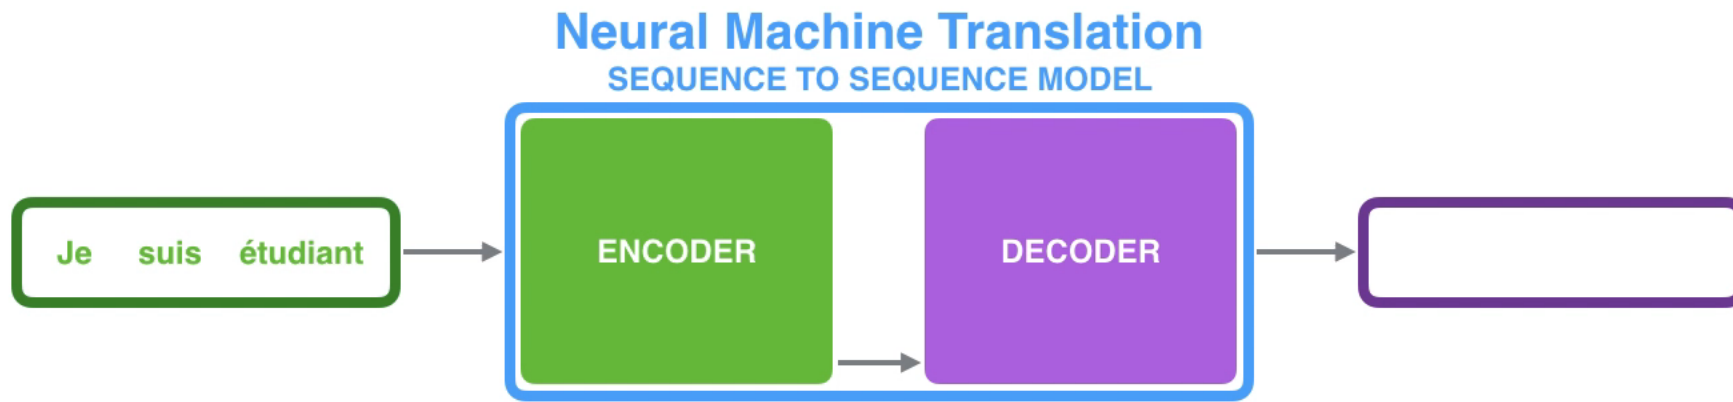 Neural Machine Translation
SEQUENCE TO SEQUENCE MODEL
Je suis étudiant
ENCODER
DECODER